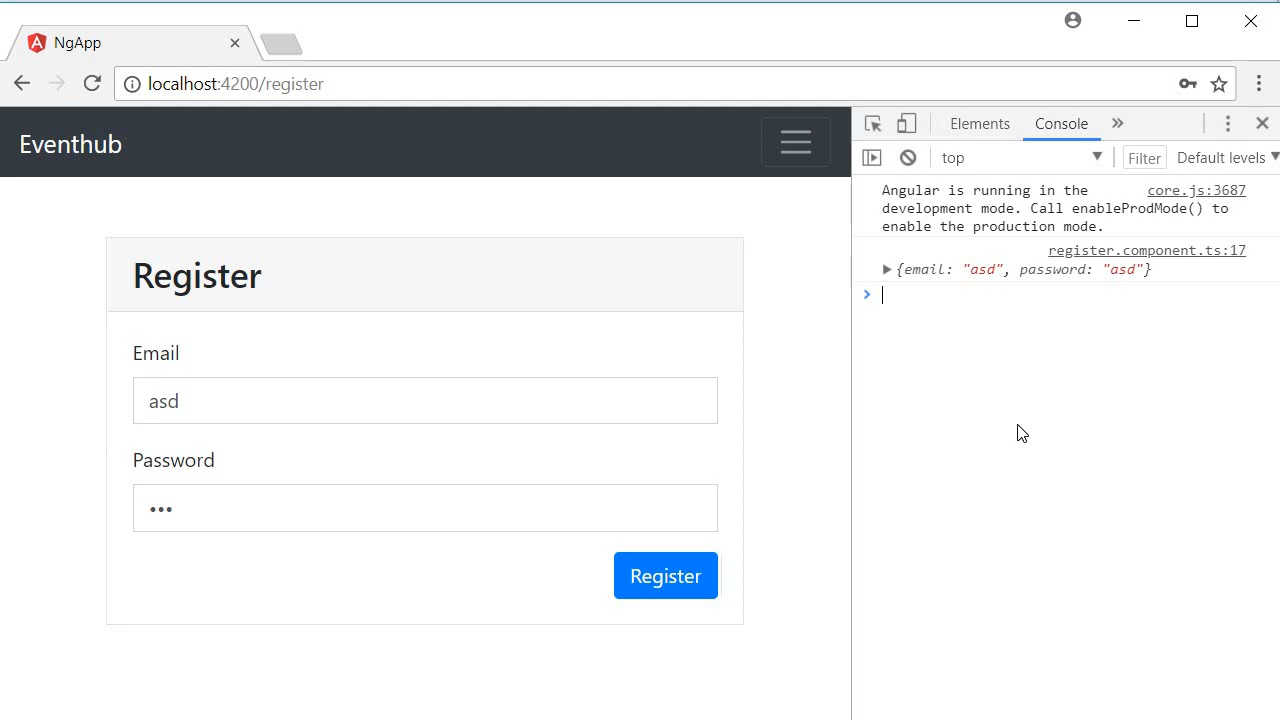 NgApp
localhost:4200/register
Eventhub
Register
Email
asd
Password
•••
Register
Elements Console »
top Filter Default levels
Angular is running in the core.js:3687
development mode. Call enableProdMode() to
enable the production mode.
register.component.ts:17
{email: "asd", password: "asd"}